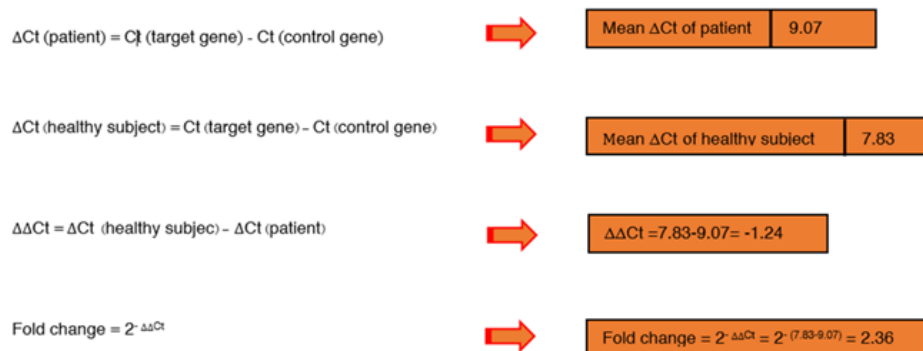 ΔCt (patient) = Ct (target gene) - Ct (control gene)
Mean ΔCt of patient 9.07
ΔCt (healthy subject) = Ct (target gene) – Ct (control gene)
Mean ΔCt of healthy subject 7.83
ΔΔCt = ΔCt (healthy subjec) – ΔCt (patient)
ΔΔCt =7.83-9.07= -1.24
Fold change = 2^- ΔΔCt
Fold change = 2^- ΔΔCt = 2^- (7.83-9.07) = 2.36